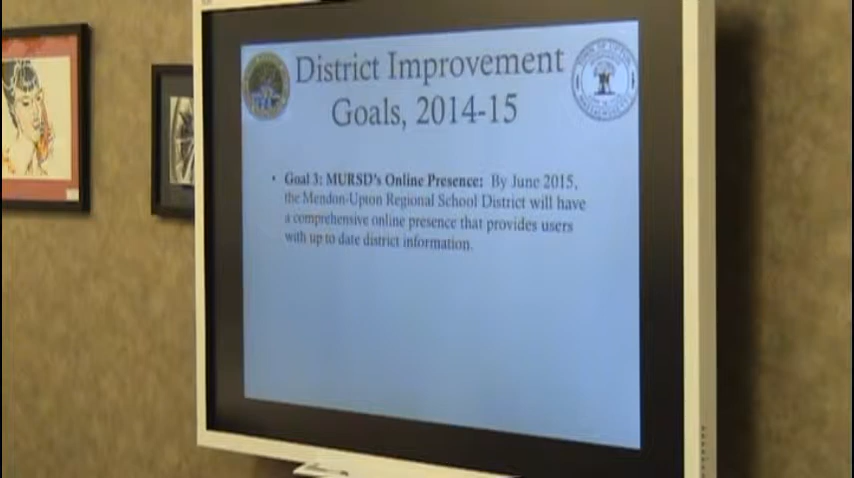 District Improvement
Goals, 2014-15
• Goal 3: MURSD's Online Presence: By June 2015,
the Mendon-Upton Regional School District will have
a comprehensive online presence that provides users
with up to date district information.